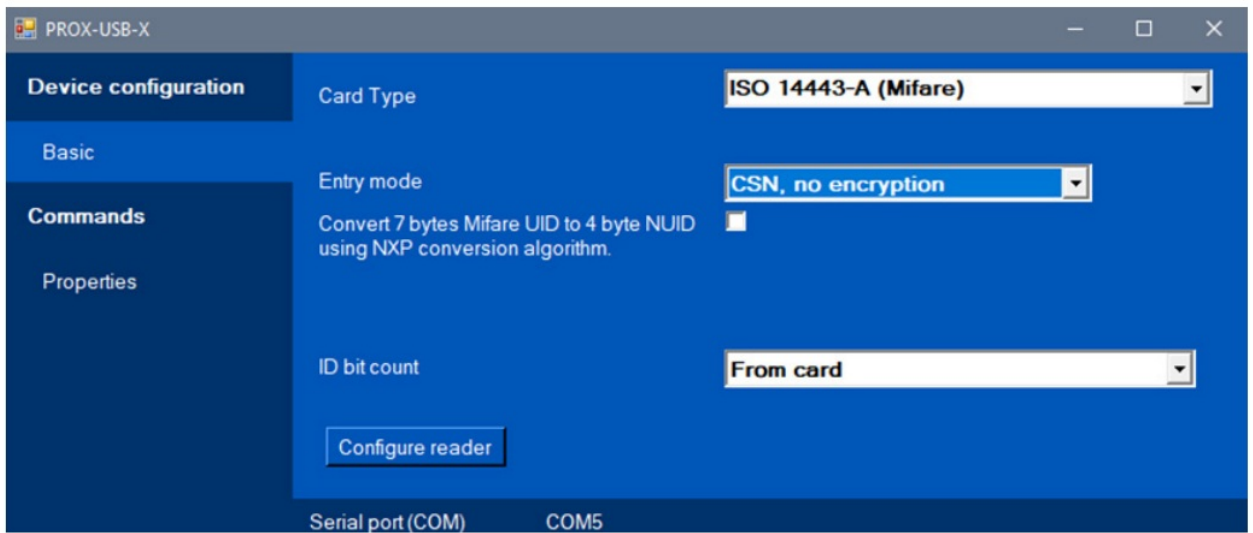 PROX-USB-X
Device configuration
Basic
Commands
Properties
Card Type
ISO 14443-A (Mifare)
Entry mode
CSN, no encryption
Convert 7 bytes Mifare UID to 4 byte NUID
using NXP conversion algorithm.
ID bit count
From card
Configure reader
Serial port (COM)
COM5